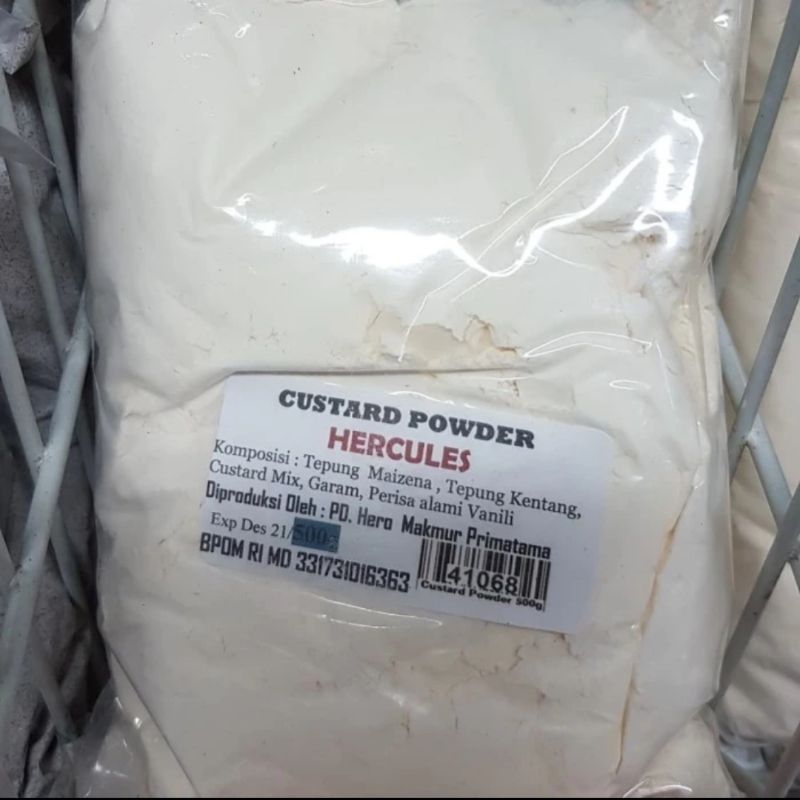 CUSTARD POWDER
HERCULES
Komposisi : Tepung Maizena , Tepung Kentang,
Custard Mix, Garam, Perisa alami Vanili
Diproduksi Oleh : PD. Hero Makmur Primatama
Exp Des 21/500g
BPOM RI MD 331731016363
41068
Custard Powder 500g